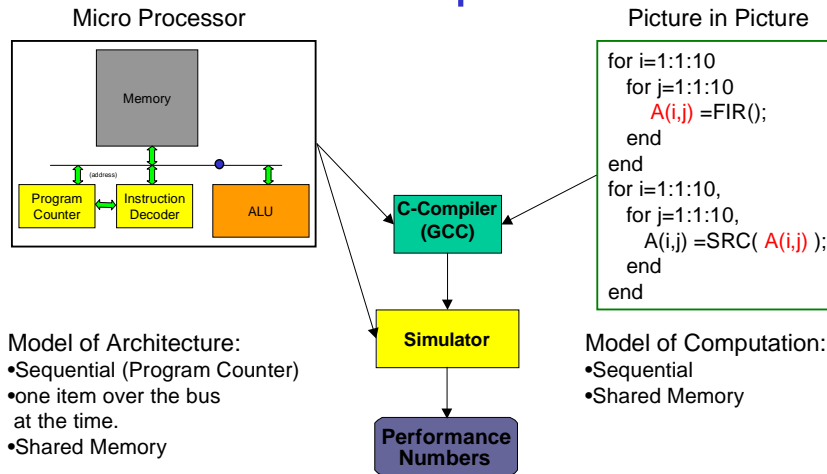 Micro Processor
Memory
(address)
Program
Counter
Instruction
Decoder
ALU
Model of Architecture:
•Sequential (Program Counter)
•one item over the bus
at the time.
•Shared Memory
C-Compiler
(GCC)
Simulator
Performance
Numbers
Picture in Picture
for i=1:1:10
for j=1:1:10
A(i,j) =FIR();
end
end
for i=1:1:10,
for j=1:1:10,
A(i,j) =SRC( A(i,j) );
end
end
Model of Computation:
•Sequential
•Shared Memory